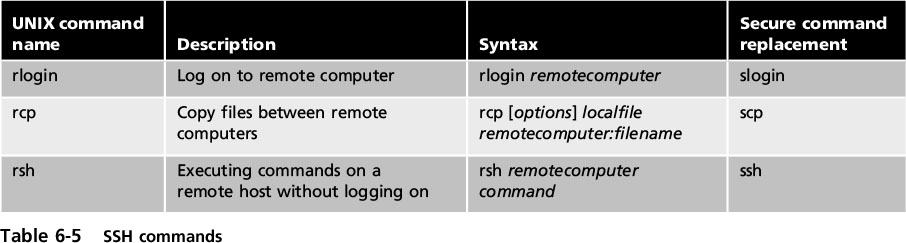 UNIX command name Description Syntax Secure command replacement
rlogin Log on to remote computer rlogin remotecomputer slogin
rcp Copy files between remote computers rcp [options] localfile remotecomputer:filename scp
rsh Executing commands on a remote host without logging on rsh remotecomputer command ssh
Table 6-5 SSH commands